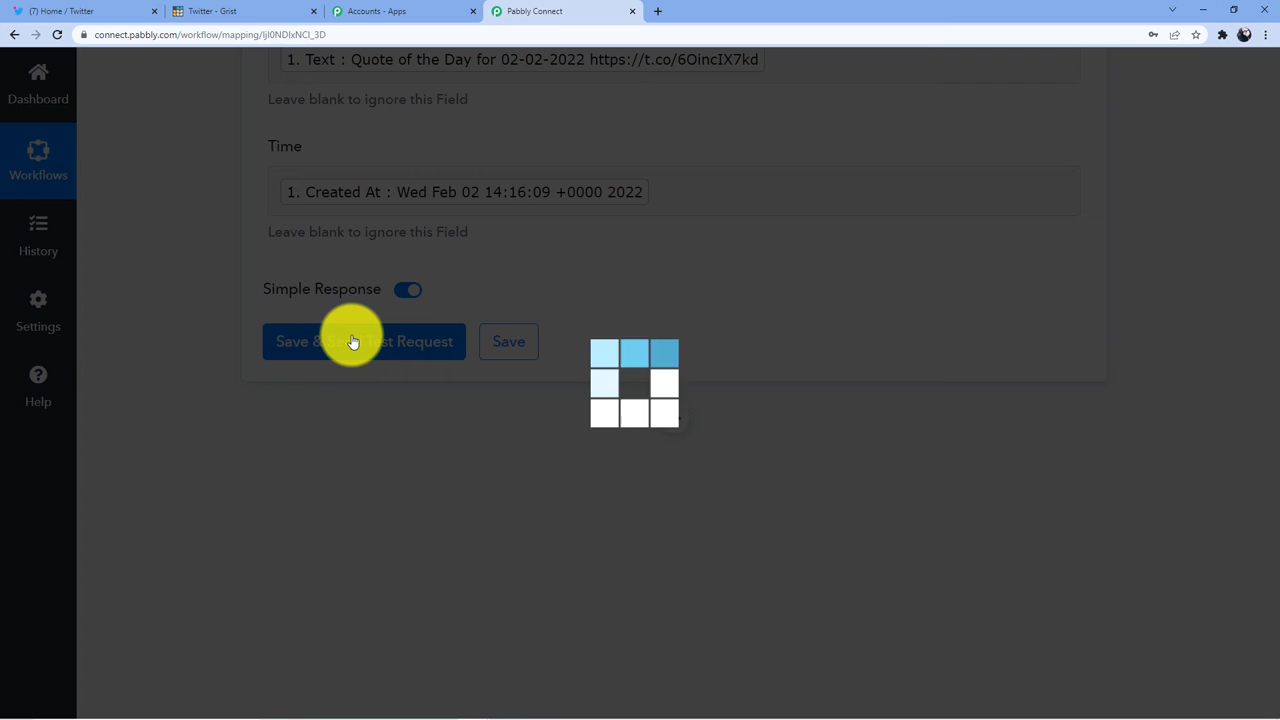 (7) Home / Twitter
Twitter - Grist
Accounts - Apps
Pabbly Connect
connect.pabbly.com/workflow/mapping/IjI0NDIxNCI_3D
Dashboard
Workflows
History
Settings
Help
1. Text : Quote of the Day for 02-02-2022 https://t.co/6OincIX7kd
Leave blank to ignore this Field
Time
1. Created At : Wed Feb 02 14:16:09 +0000 2022
Leave blank to ignore this Field
Simple Response
Save & Send Test Request
Save